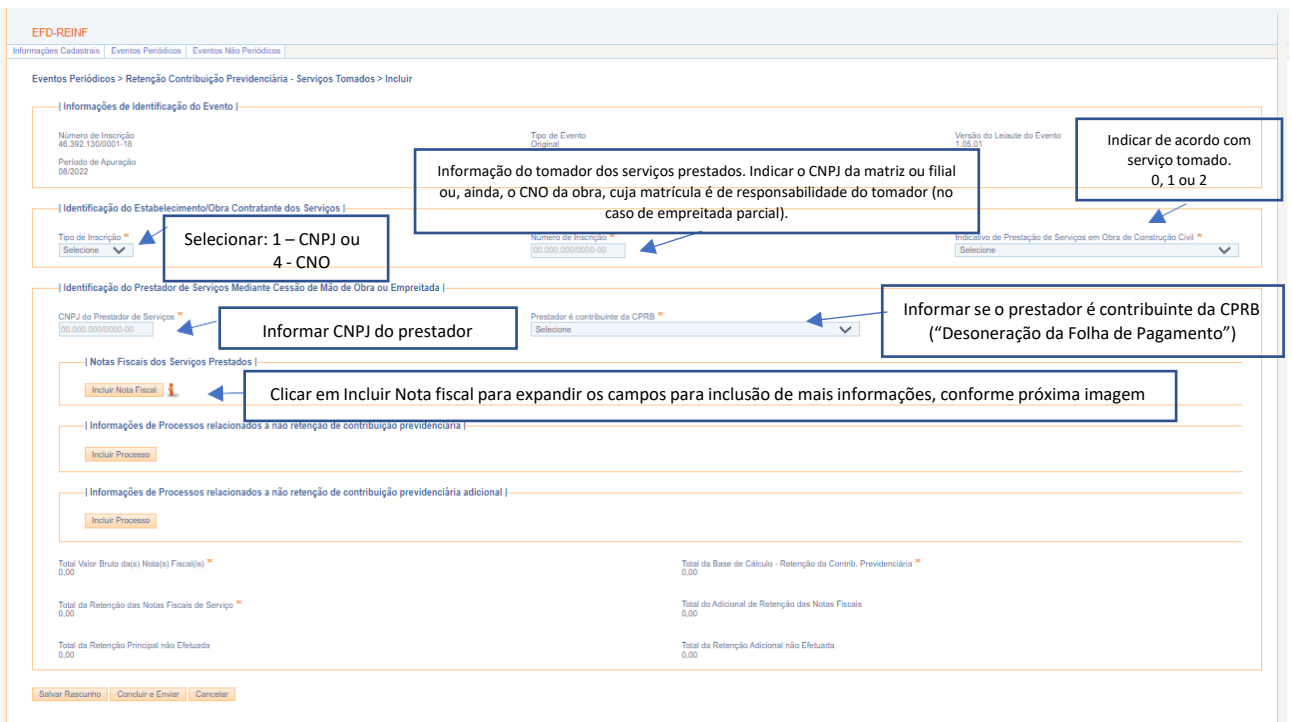 EFD-REINF
Informações Cadastrais Eventos Periódicos Eventos Não Periódicos
Eventos Periódicos > Retenção Contribuição Previdenciária - Serviços Tomados > Incluir
| Informações de Identificação do Evento |
Número de Inscrição
46.392.130/0001-18
Tipo de Evento
Original
Versão do Leiaute do Evento
1.05.01
Período de Apuração
08/2022
Indicar de acordo com
serviço tomado.
0, 1 ou 2
Informação do tomador dos serviços prestados. Indicar o CNPJ da matriz ou filial
ou, ainda, o CNO da obra, cuja matrícula é de responsabilidade do tomador (no
caso de empreitada parcial).
| Identificação do Estabelecimento/Obra Contratante dos Serviços |
Tipo de Inscrição *
Selecione
Selecionar: 1 – CNPJ ou
4 - CNO
Número de Inscrição *
00.000.000/0000-00
Indicativo de Prestação de Serviços em Obra de Construção Civil *
Selecione
| Identificação do Prestador de Serviços Mediante Cessão de Mão de Obra ou Empreitada |
CNPJ do Prestador de Serviços *
00.000.000/0000-00
Informar CNPJ do prestador
Prestador é contribuinte da CPRB *
Selecione
Informar se o prestador é contribuinte da CPRB
(“Desoneração da Folha de Pagamento”)
| Notas Fiscais dos Serviços Prestados |
Incluir Nota Fiscal
Clicar em Incluir Nota fiscal para expandir os campos para inclusão de mais informações, conforme próxima imagem
| Informações de Processos relacionados a não retenção de contribuição previdenciária |
Incluir Processo
| Informações de Processos relacionados a não retenção de contribuição previdenciária adicional |
Incluir Processo
Total Valor Bruto da(s) Nota(s) Fiscal(is) *
0,00
Total da Base de Cálculo - Retenção da Contrib. Previdenciária *
0,00
Total da Retenção das Notas Fiscais de Serviço *
0,00
Total do Adicional de Retenção das Notas Fiscais
0,00
Total da Retenção Principal não Efetuada
0,00
Total da Retenção Adicional não Efetuada
0,00
Salvar Rascunho Concluir e Enviar Cancelar